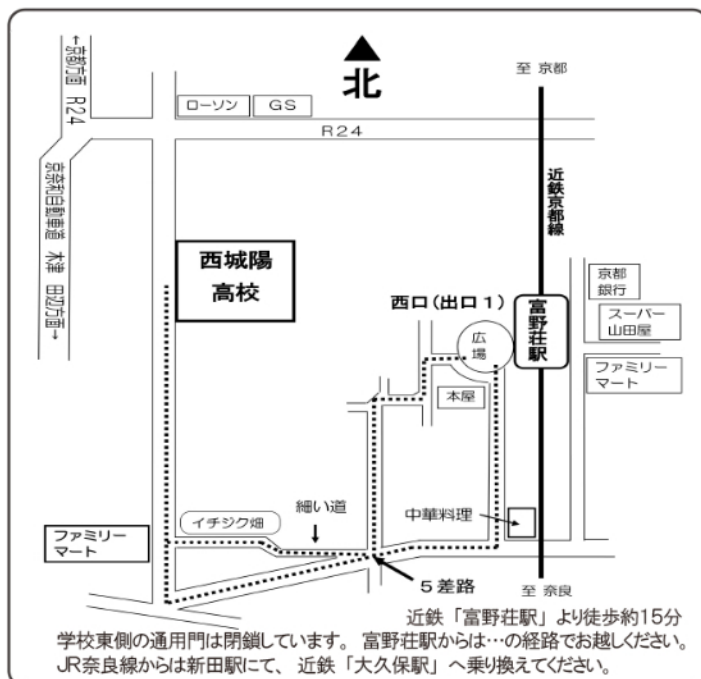 ←京都方面 R24
京奈和自動車道 木津 田辺方面→
北
至 京都
ローソン
GS
R24
近鉄京都線
西城陽
高校
西口(出口1)
富野荘駅
広場
京都
銀行
スーパー
山田屋
ファミリー
マート
本屋
イチジク畑
細い道
中華料理
ファミリー
マート
5差路
至 奈良
近鉄「富野荘駅」より徒歩約15分
学校東側の通用門は閉鎖しています。富野荘駅からは…の経路でお越しください。
JR奈良線からは新田駅にて、近鉄「大久保駅」へ乗り換えてください。